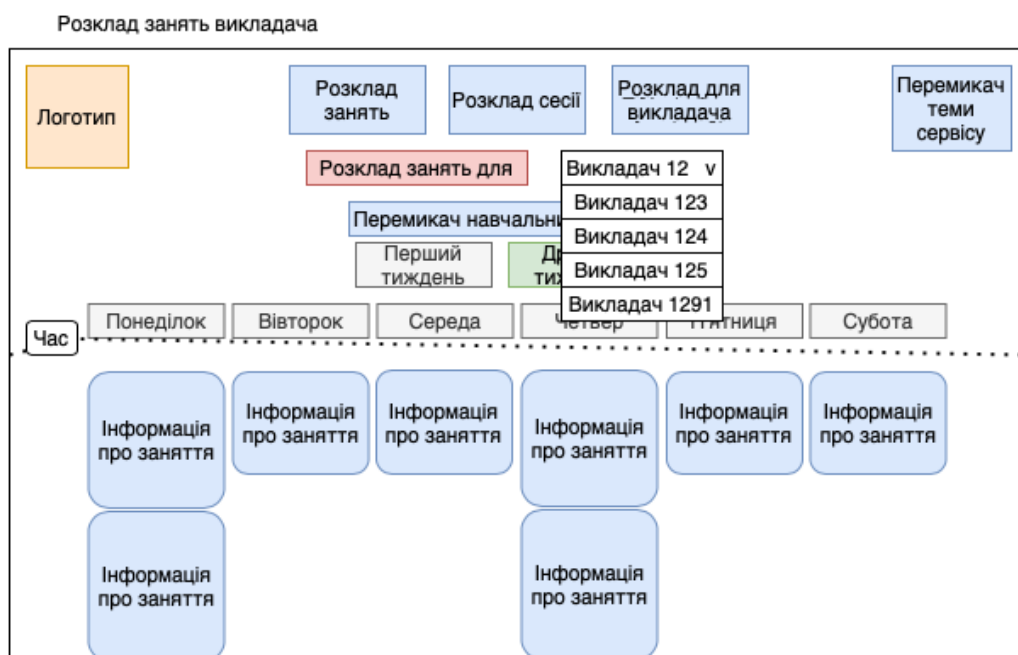 Розклад занять викладача
Логотип
Розклад
занять
Розклад сесії
Розклад для
викладача
Перемикач
теми
сервісу
Розклад занять для
Викладач 12 v
Викладач 123
Викладач 124
Викладач 125
Викладач 1291
Перемикач
Перший
тиждень
Час
Понеділок
Вівторок
Середа
Четвер
П'ятниця
Субота
Інформація
про заняття
Інформація
про заняття
Інформація
про заняття
Інформація
про заняття
Інформація
про заняття
Інформація
про заняття
Інформація
про заняття
Інформація
про заняття